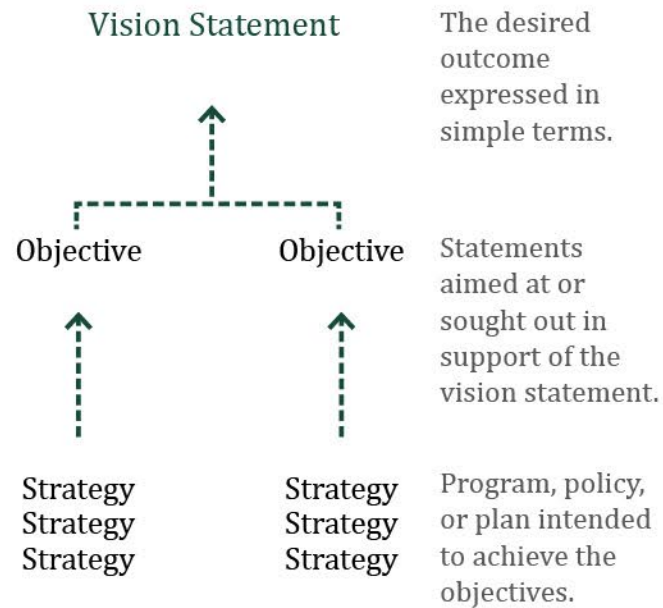 Vision Statement
The desired
outcome
expressed in
simple terms.
Objective
Objective
Statements
aimed at or
sought out in
support of the
vision statement.
Strategy
Strategy
Strategy
Strategy
Strategy
Strategy
Program, policy,
or plan intended
to achieve the
objectives.